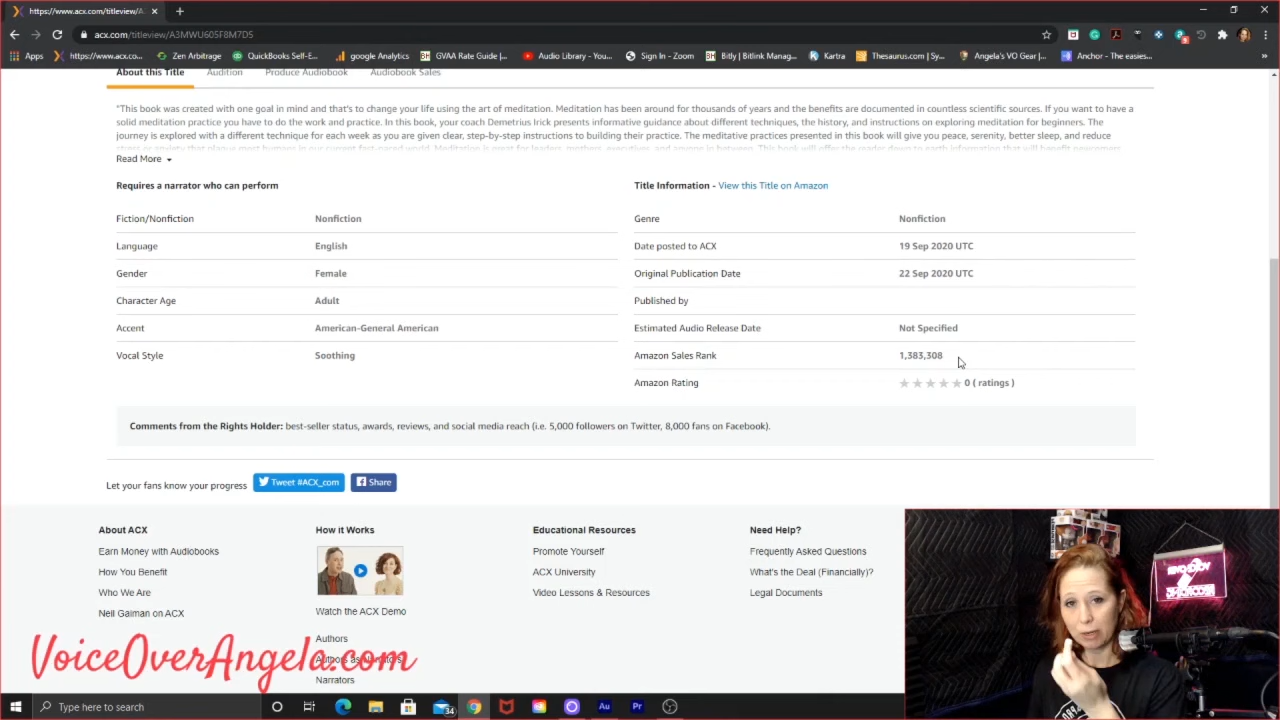 https://www.acx.com/titleview/A
acx.com/titleview/A3MWU605F8M7D5
Apps
https://www.acx.co...
Zen Arbitrage
QuickBooks Self-E...
google Analytics
GVAA Rate Guide |...
Audio Library - You...
Sign In - Zoom
Bitly | Bitlink Manag...
Kartra
Thesaurus.com | Sy...
Angela's VO Gear |...
Anchor - The easies...
About this Title
Audition
Produce Audiobook
Audiobook Sales
"This book was created with one goal in mind and that's to change your life using the art of meditation. Meditation has been around for thousands of years and the benefits are documented in countless scientific sources. If you want to have a
solid meditation practice you have to do the work and practice. In this book, your coach Demetrius Irick presents informative guidance about different techniques, the history, and instructions on exploring meditation for beginners. The
journey is explored with a different technique for each week as you are given clear, step-by-step instructions to building their practice. The meditative practices presented in this book will give you peace, serenity, better sleep, and reduce
Read More
Requires a narrator who can perform
Fiction/Nonfiction Nonfiction
Language English
Gender Female
Character Age Adult
Accent American-General American
Vocal Style Soothing
Title Information - View this Title on Amazon
Genre Nonfiction
Date posted to ACX 19 Sep 2020 UTC
Original Publication Date 22 Sep 2020 UTC
Published by
Estimated Audio Release Date Not Specified
Amazon Sales Rank 1,383,308
Amazon Rating 0 ( ratings )
Comments from the Rights Holder: best-seller status, awards, reviews, and social media reach (i.e. 5,000 followers on Twitter, 8,000 fans on Facebook).
Let your fans know your progress
Tweet #ACX_com
Share
About ACX
Earn Money with Audiobooks
How You Benefit
Who We Are
Neil Gaiman on ACX
How it Works
Watch the ACX Demo
Authors
Authors as Narrators
Narrators
Educational Resources
Promote Yourself
ACX University
Video Lessons & Resources
Need Help?
Frequently Asked Questions
What's the Deal (Financially)?
Legal Documents
VoiceOverAngela.com
Type here to search
34
Au
Pr